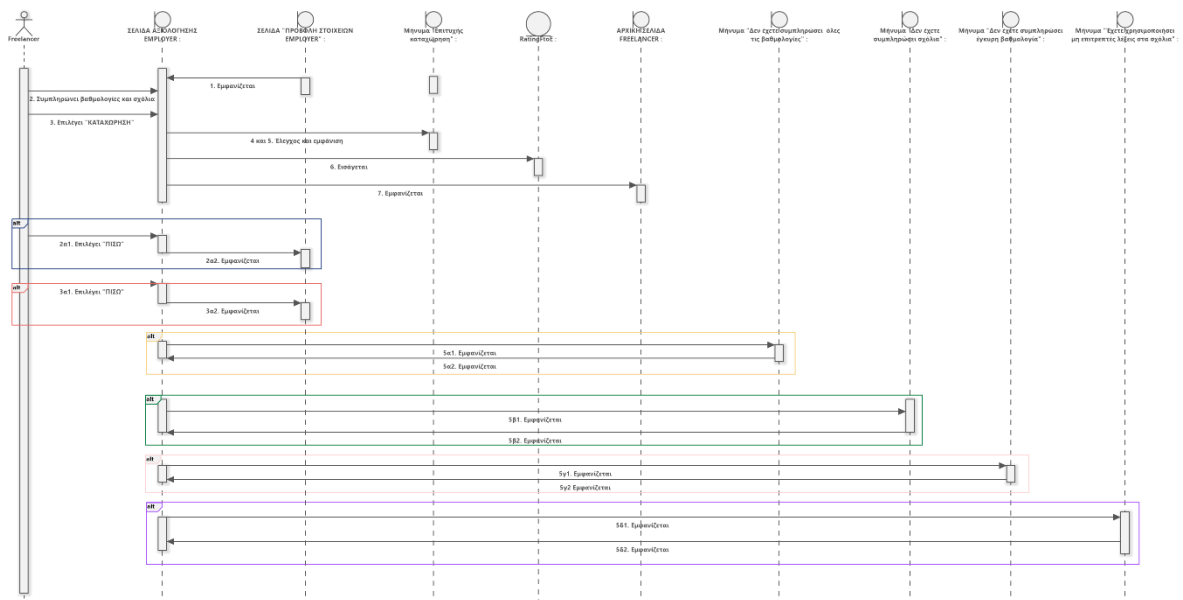 Freelancer
ΣΕΛΙΔΑ ΑΞΙΟΛΟΓΗΣΗΣ
EMPLOYER :
ΣΕΛΙΔΑ "ΠΡΟΒΟΛΗ ΣΤΟΙΧΕΙΩΝ
EMPLOYER" :
Μήνυμα "Επιτυχής
καταχώρηση" :
ΑΡΧΙΚΗ ΣΕΛΙΔΑ
FREELANCER :
Μήνυμα "Δεν έχετε συμπληρώσει όλες
τις βαθμολογίες" :
Μήνυμα "Δεν έχετε
συμπληρώσει σχόλια" :
Μήνυμα "Δεν έχετε συμπληρώσει
έγκυρη βαθμολογία" :
Μήνυμα "Έχετε χρησιμοποιήσει
μη επιτρεπτές λέξεις στα σχόλια" :
1. Εμφανίζεται
2. Συμπληρώνει βαθμολογίες και σχόλια
3. Επιλέγει "ΚΑΤΑΧΩΡΗΣΗ"
4 και 5. Έλεγχος και εμφάνιση
6. Εισάγεται
7. Εμφανίζεται
alt
2α1. Επιλέγει "ΠΙΣΩ"
2α2. Εμφανίζεται
alt
3α1. Επιλέγει "ΠΙΣΩ"
3α2. Εμφανίζεται
alt
5α1. Εμφανίζεται
5α2. Εμφανίζεται
alt
5β1. Εμφανίζεται
5β2. Εμφανίζεται
alt
5γ1. Εμφανίζεται
5γ2 Εμφανίζεται
alt
5δ1. Εμφανίζεται
5δ2. Εμφανίζεται